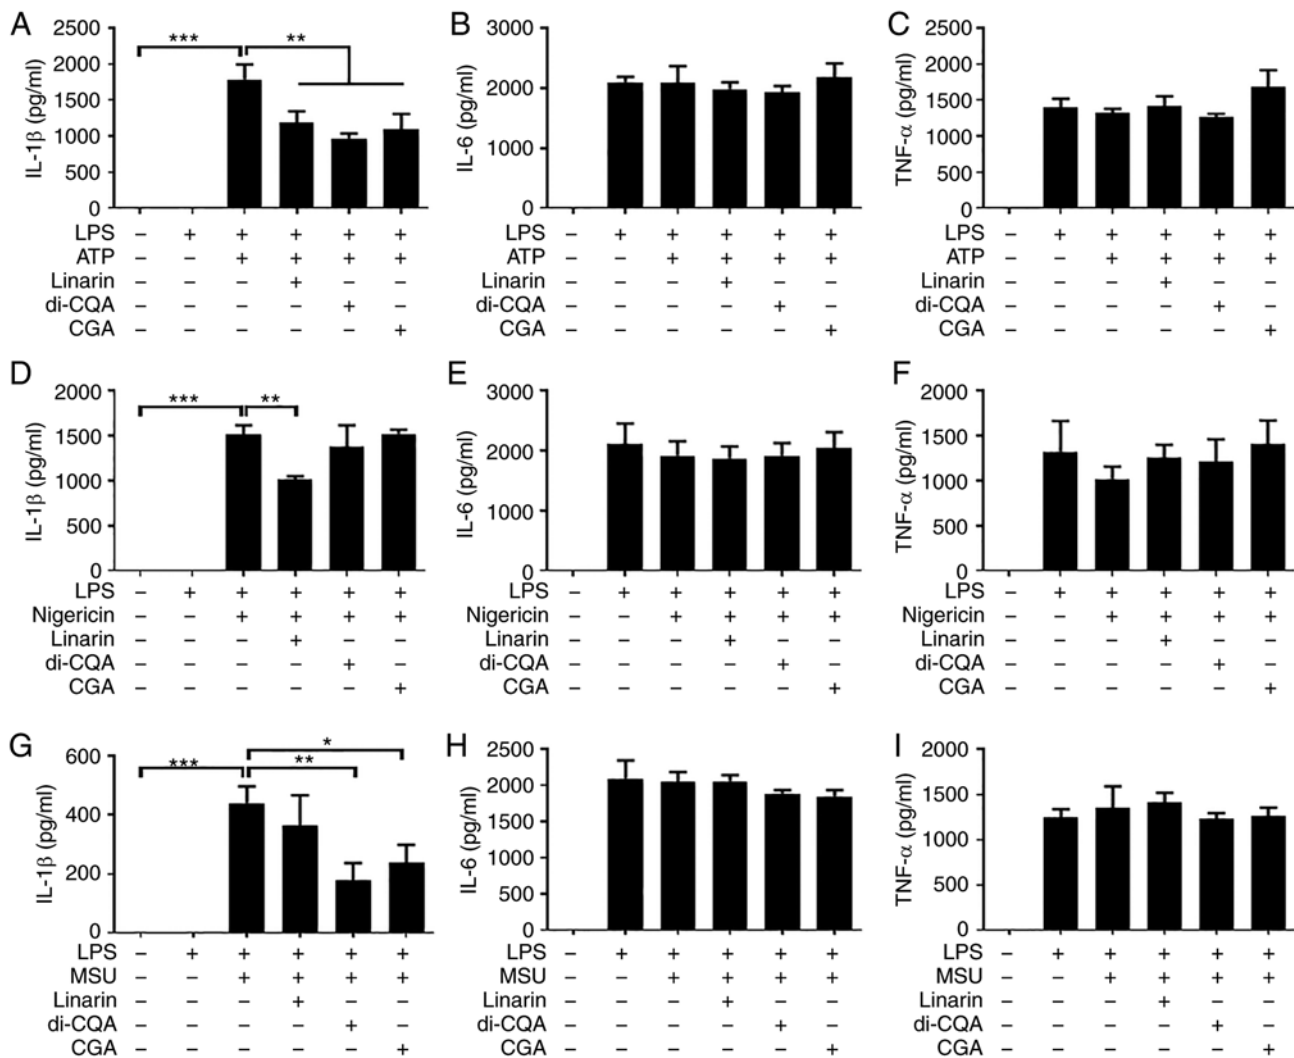 A
IL-1β (pg/ml)
2500
2000
1500
1000
500
0
*** **
LPS – + + + + +
ATP – – + + + +
Linarin – – – + – –
di-CQA – – – – + –
CGA – – – – – +
B
IL-6 (pg/ml)
3000
2000
1000
0
– + + + + +
– – + + + +
– – – + – –
– – – – + –
– – – – – +
C
TNF-α (pg/ml)
2500
2000
1500
1000
500
0
LPS – + + + + +
ATP – – + + + +
Linarin – – – + – –
di-CQA – – – – + –
CGA – – – – – +
D
IL-1β (pg/ml)
2000
1500
1000
500
0
*** **
LPS – + + + + +
Nigericin – – + + + +
Linarin – – – + – –
di-CQA – – – – + –
CGA – – – – – +
E
IL-6 (pg/ml)
3000
2000
1000
0
LPS – + + + + +
Nigericin – – + + + +
Linarin – – – + – –
di-CQA – – – – + –
CGA – – – – – +
F
TNF-α (pg/ml)
2000
1500
1000
500
0
LPS – + + + + +
Nigericin – – + + + +
Linarin – – – + – –
di-CQA – – – – + –
CGA – – – – – +
G
IL-1β (pg/ml)
600
400
200
0
*
*** **
LPS – + + + + +
MSU – – + + + +
Linarin – – – + – –
di-CQA – – – – + –
CGA – – – – – +
H
IL-6 (pg/ml)
2500
2000
1500
1000
500
0
LPS – + + + + +
MSU – – + + + +
Linarin – – – + – –
di-CQA – – – – + –
CGA – – – – – +
I
TNF-α (pg/ml)
2000
1500
1000
500
0
LPS – + + + + +
MSU – – + + + +
Linarin – – – + – –
di-CQA – – – – + –
CGA – – – – – +